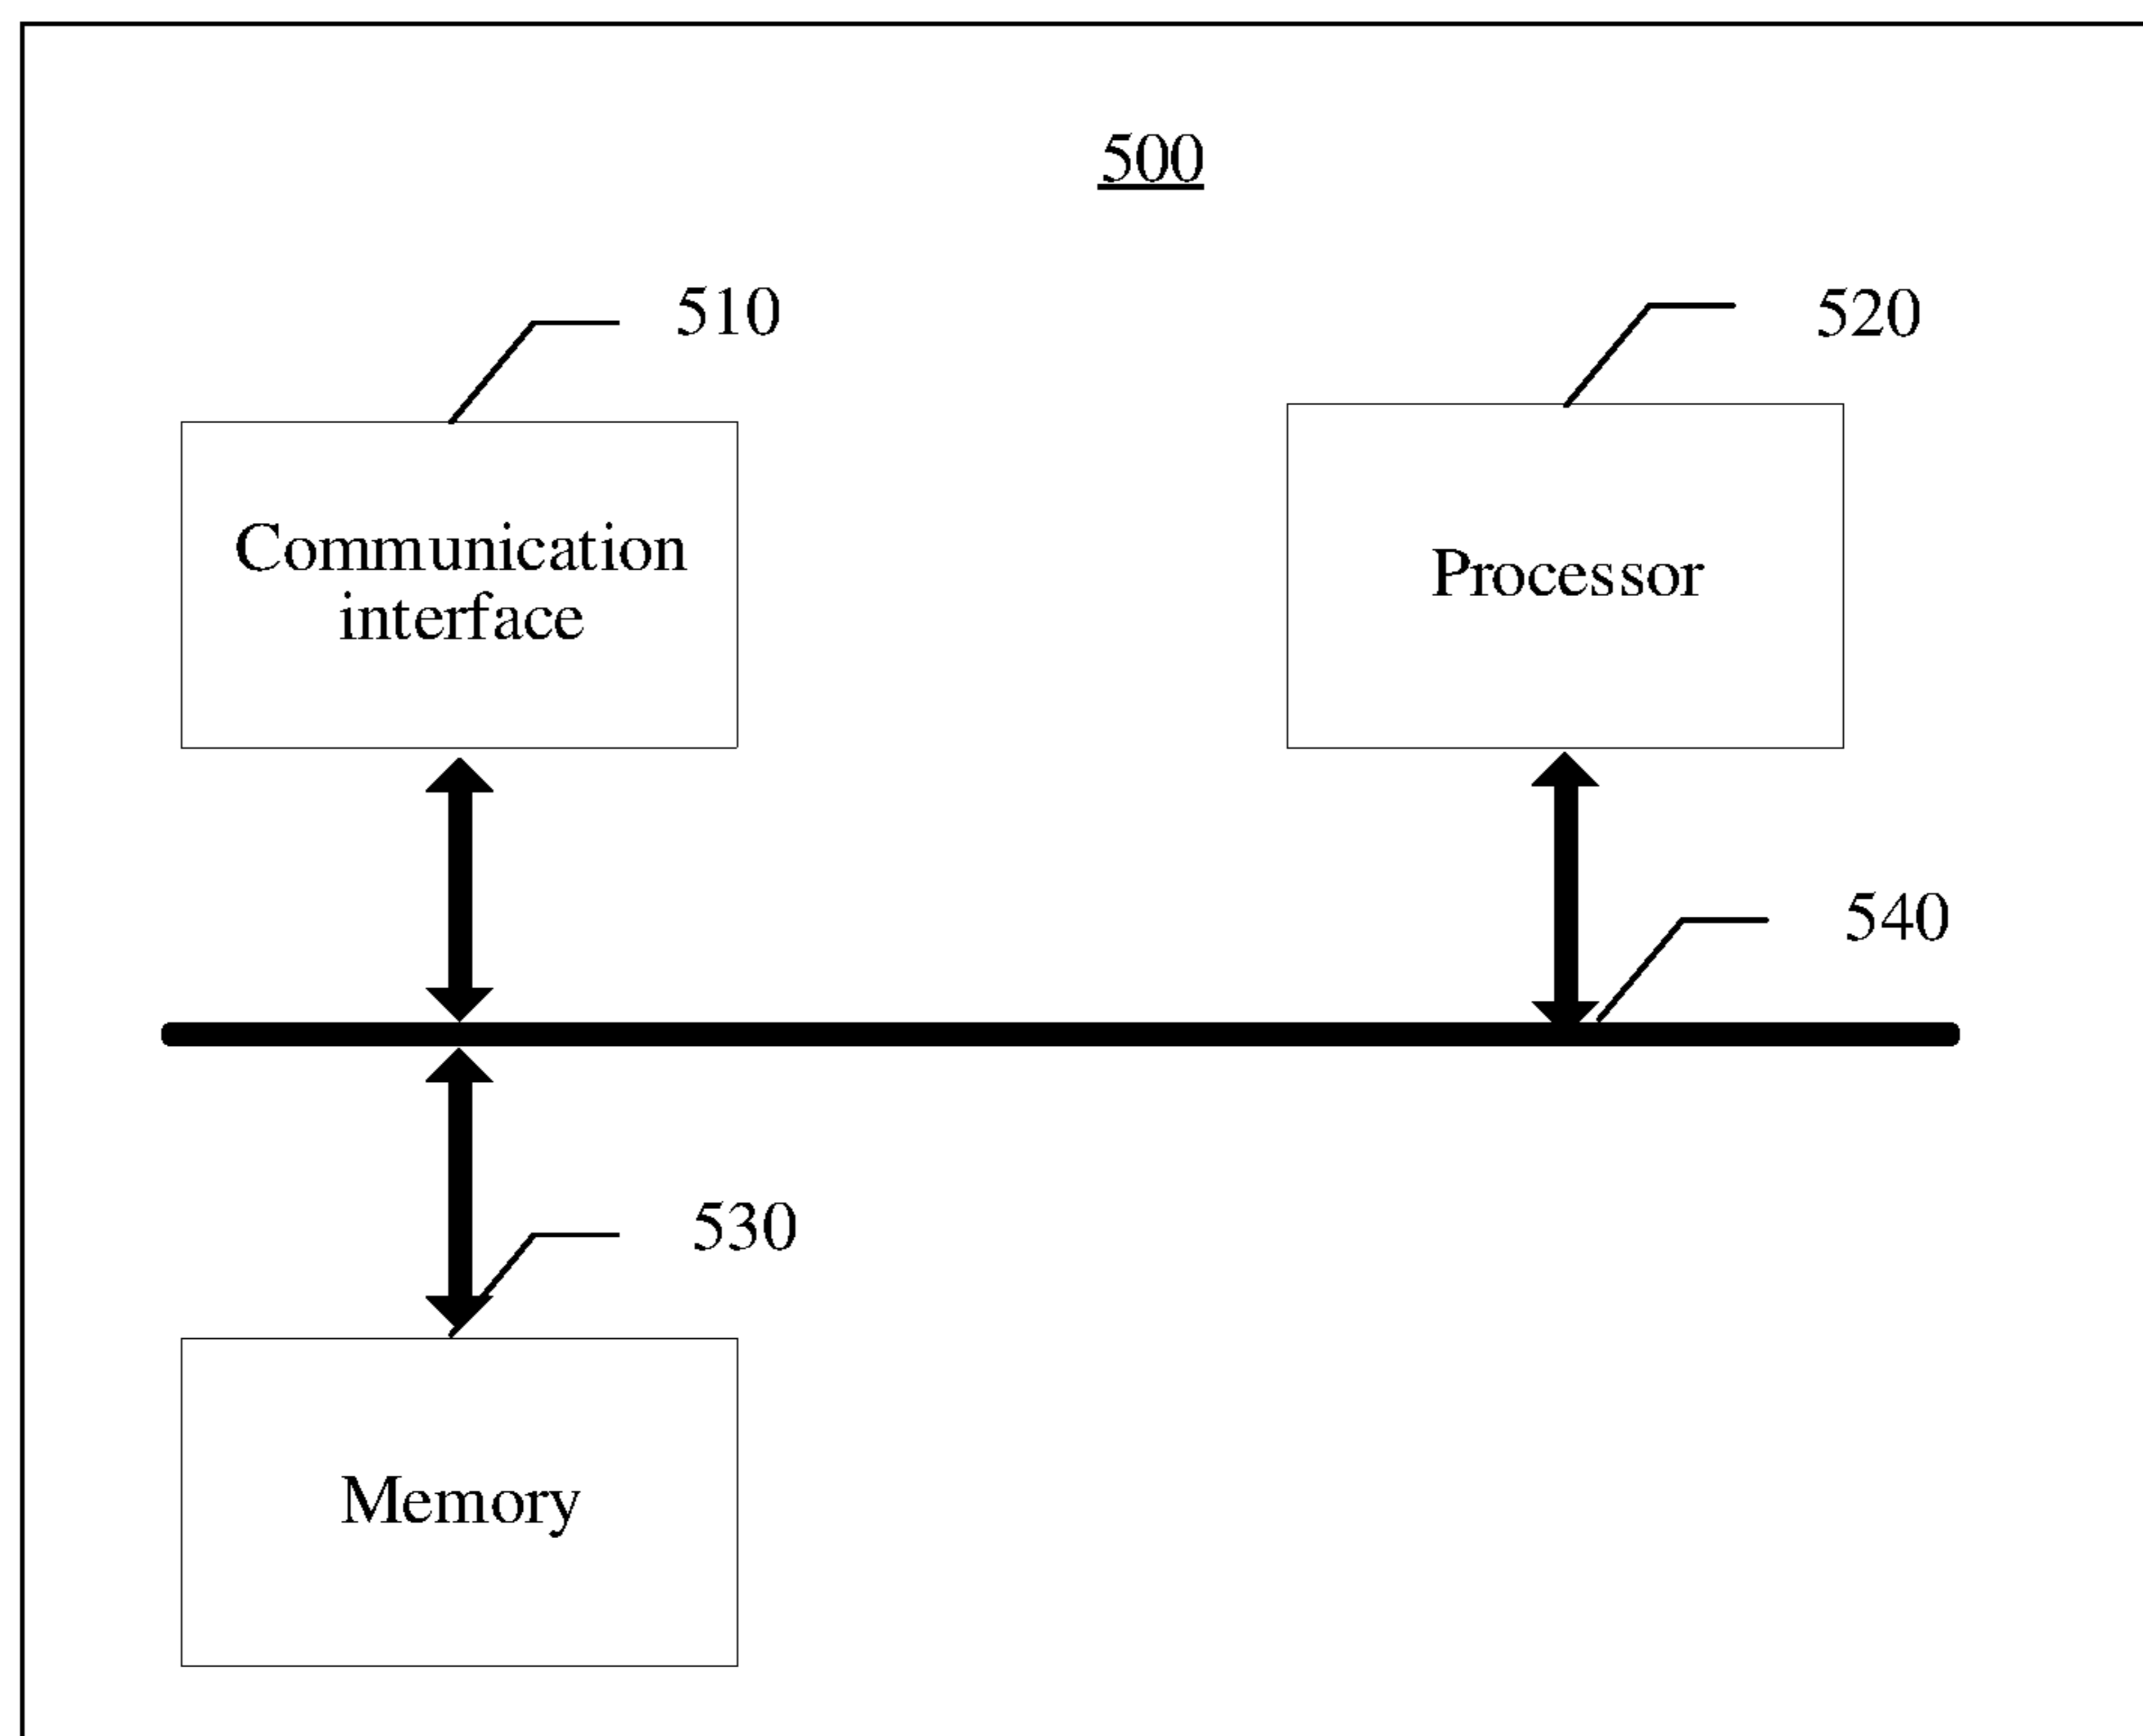 500
510
520
Communication
interface
Processor
540
530
Memory